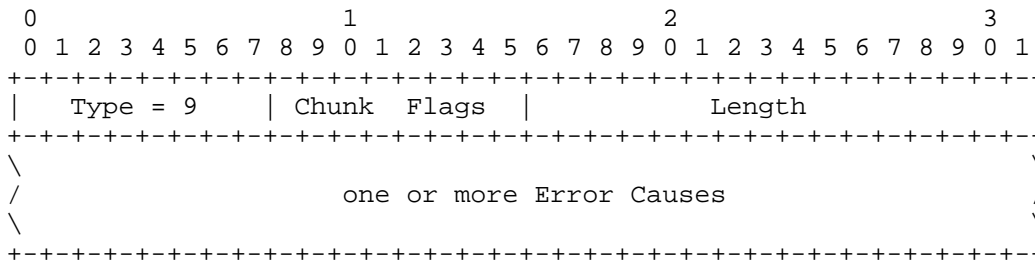 0                   1                   2                   3
 0 1 2 3 4 5 6 7 8 9 0 1 2 3 4 5 6 7 8 9 0 1 2 3 4 5 6 7 8 9 0 1
+-+-+-+-+-+-+-+-+-+-+-+-+-+-+-+-+-+-+-+-+-+-+-+-+-+-+-+-+-+-+-+-
|   Type = 9    | Chunk  Flags  |           Length
+-+-+-+-+-+-+-+-+-+-+-+-+-+-+-+-+-+-+-+-+-+-+-+-+-+-+-+-+-+-+-+-
\                                                               \
/                    one or more Error Causes                   /
\                                                               \
+-+-+-+-+-+-+-+-+-+-+-+-+-+-+-+-+-+-+-+-+-+-+-+-+-+-+-+-+-+-+-+-